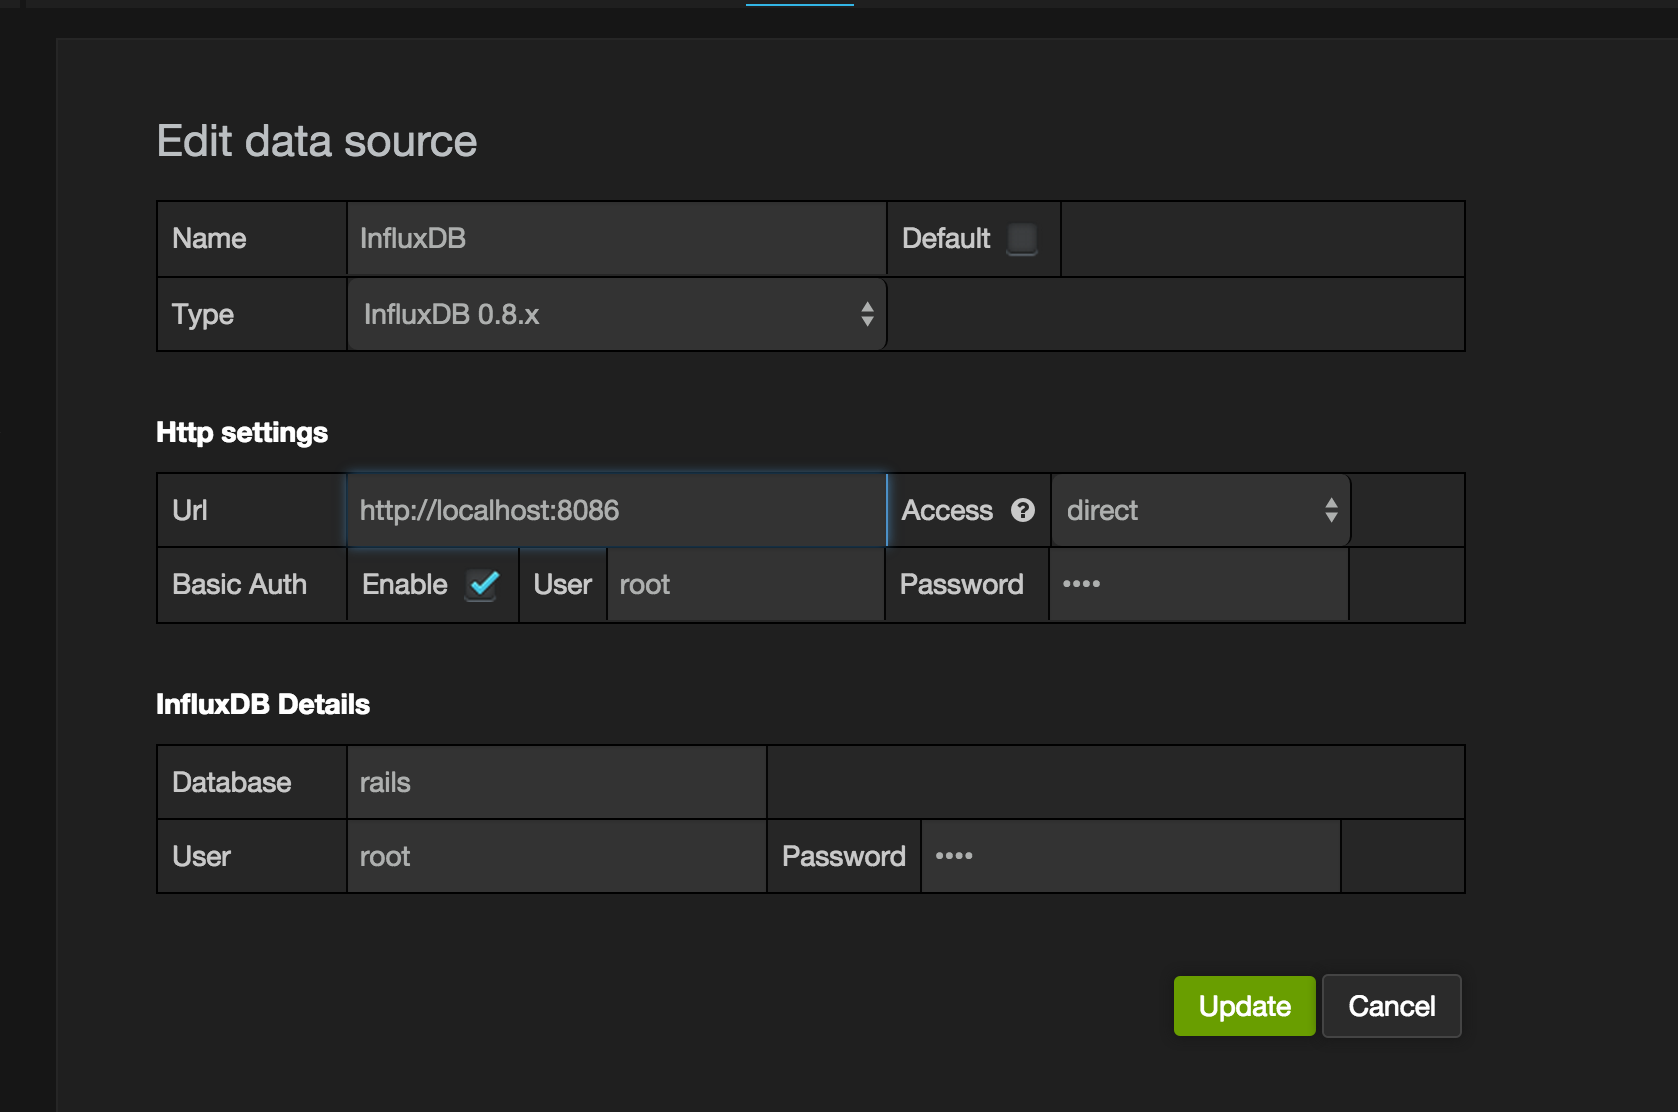 Edit data source
Name InfluxDB Default
Type InfluxDB 0.8.x
Http settings
Url http://localhost:8086 Access ? direct
Basic Auth Enable User root Password ••••
InfluxDB Details
Database rails
User root Password ••••
Update Cancel